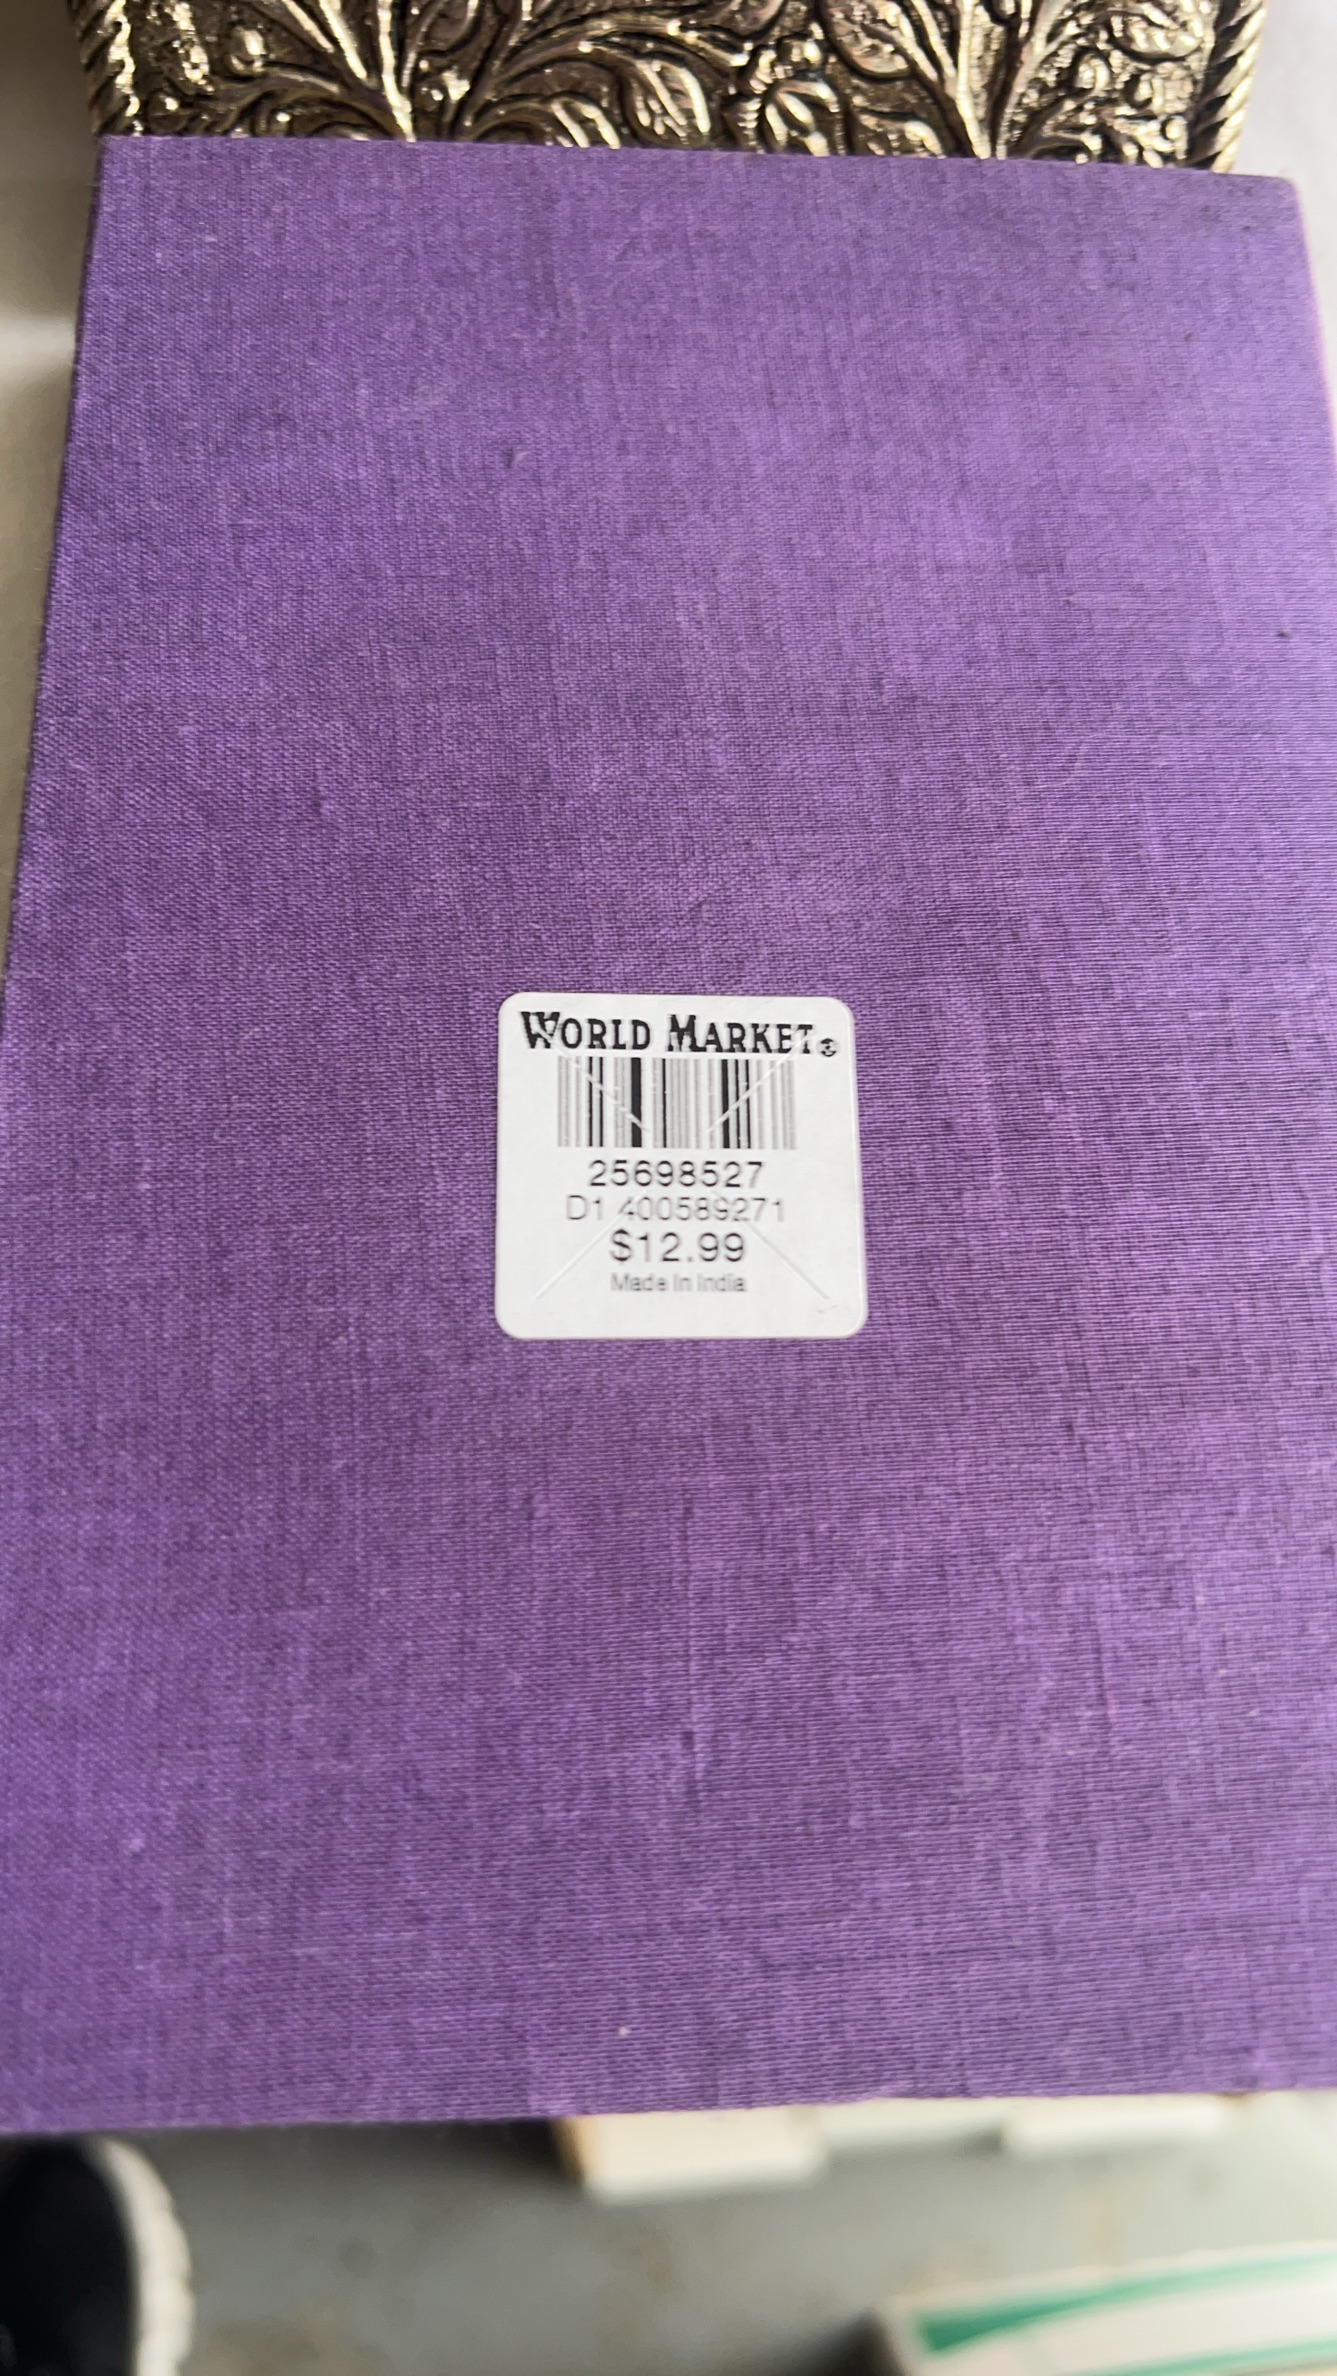 WORLD MARKET®
25698527
D1 400589271
$12.99
Made in India